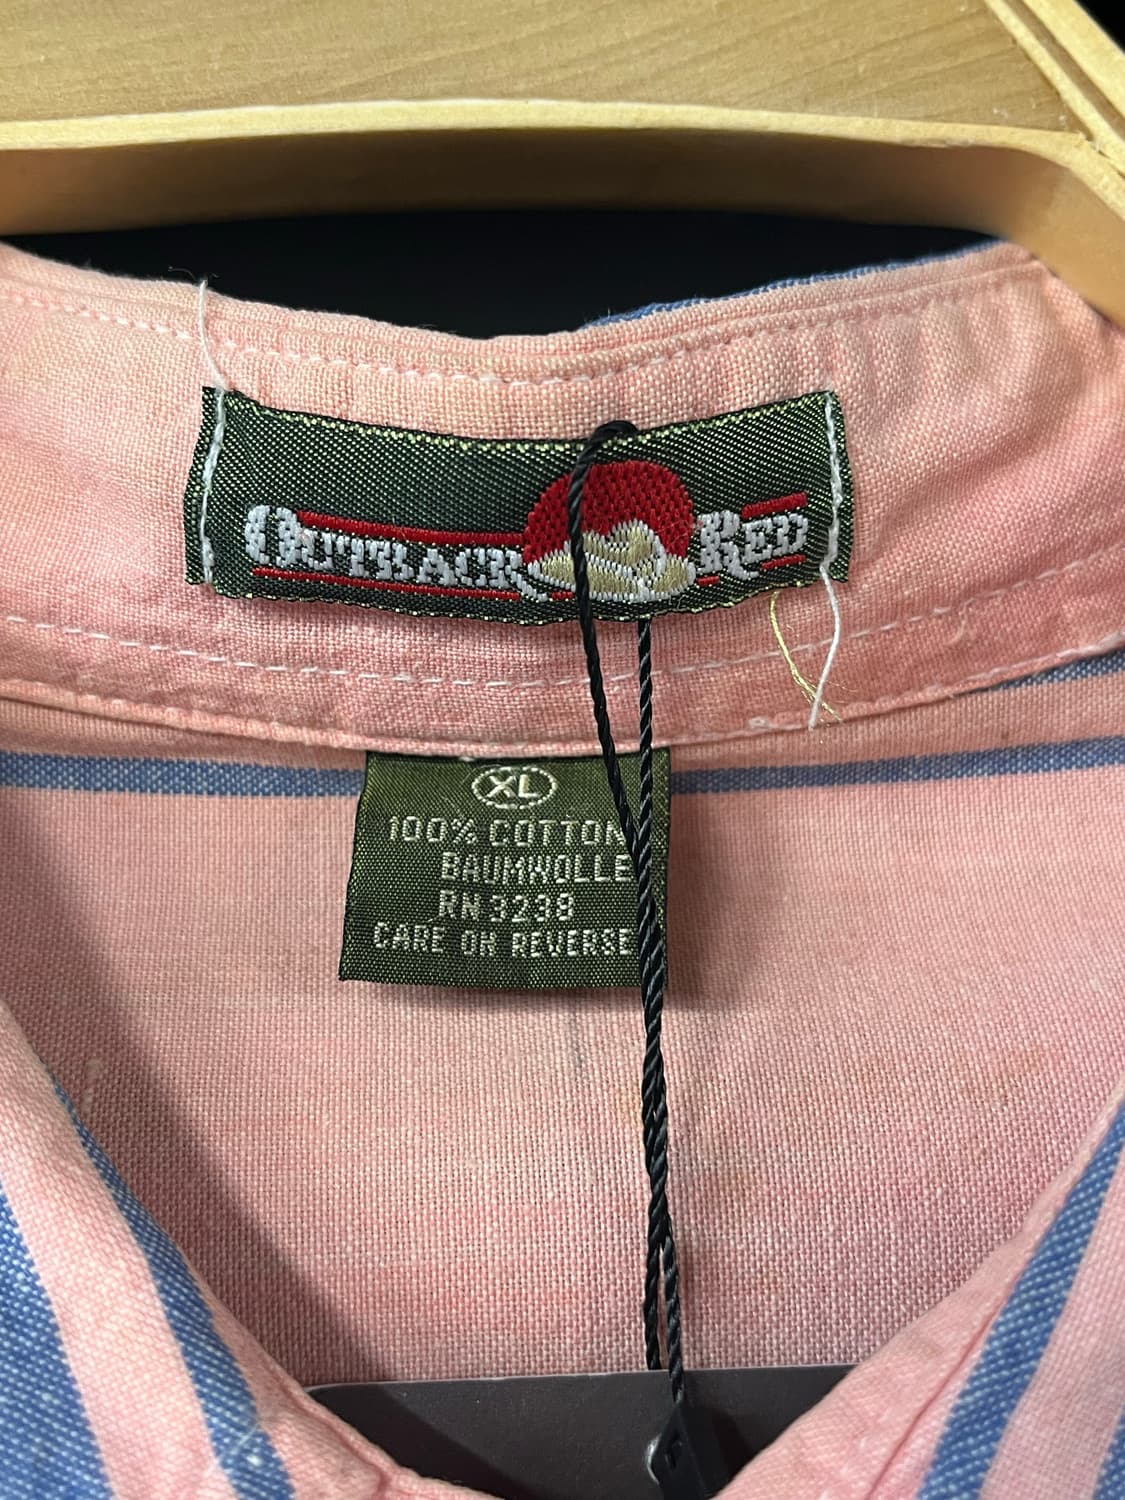 OUTBACK RED
XL
100% COTTON
BAUMWOLLE
RN 3238
CARE ON REVERSE